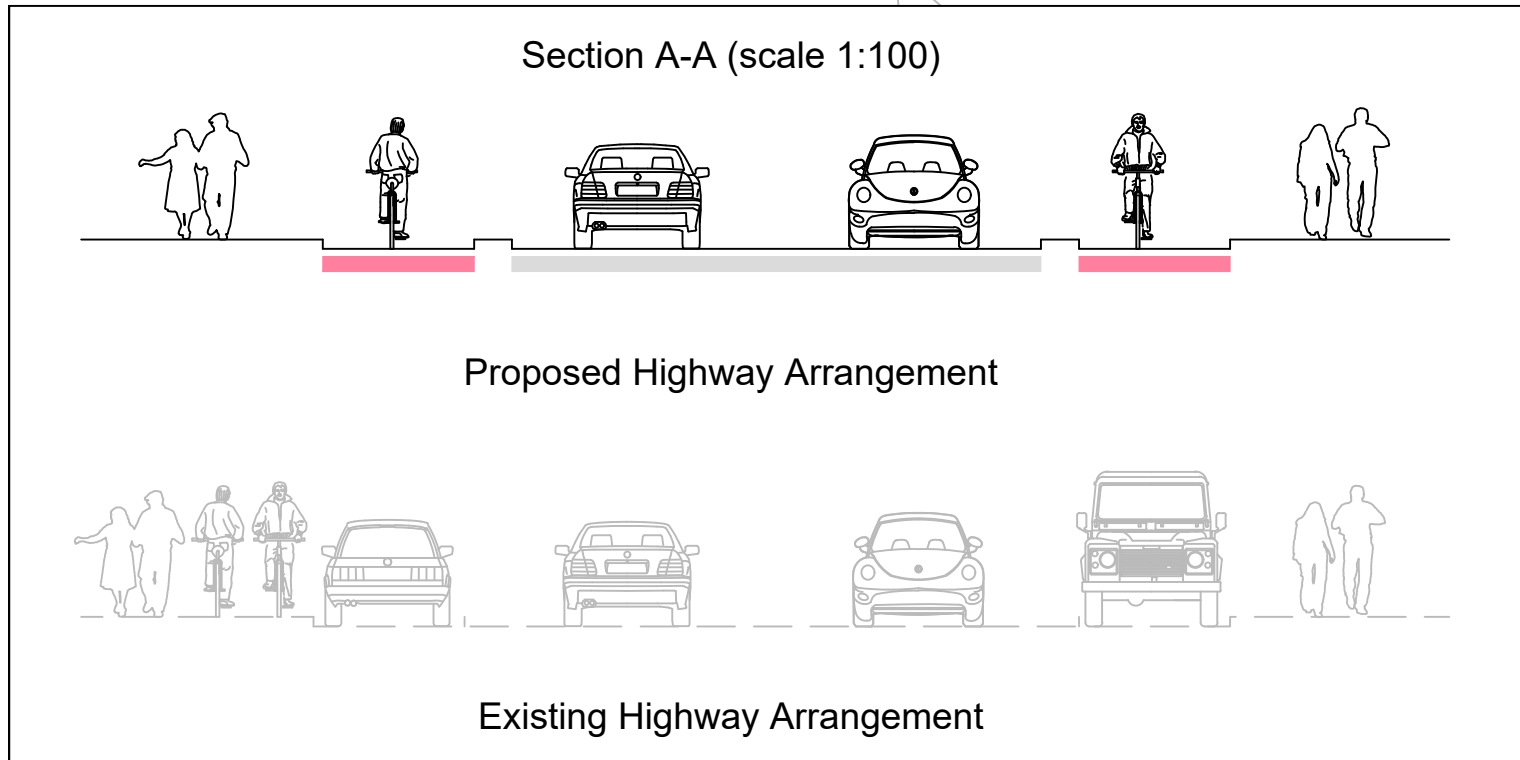 Section A-A (scale 1:100)
Proposed Highway Arrangement
Existing Highway Arrangement